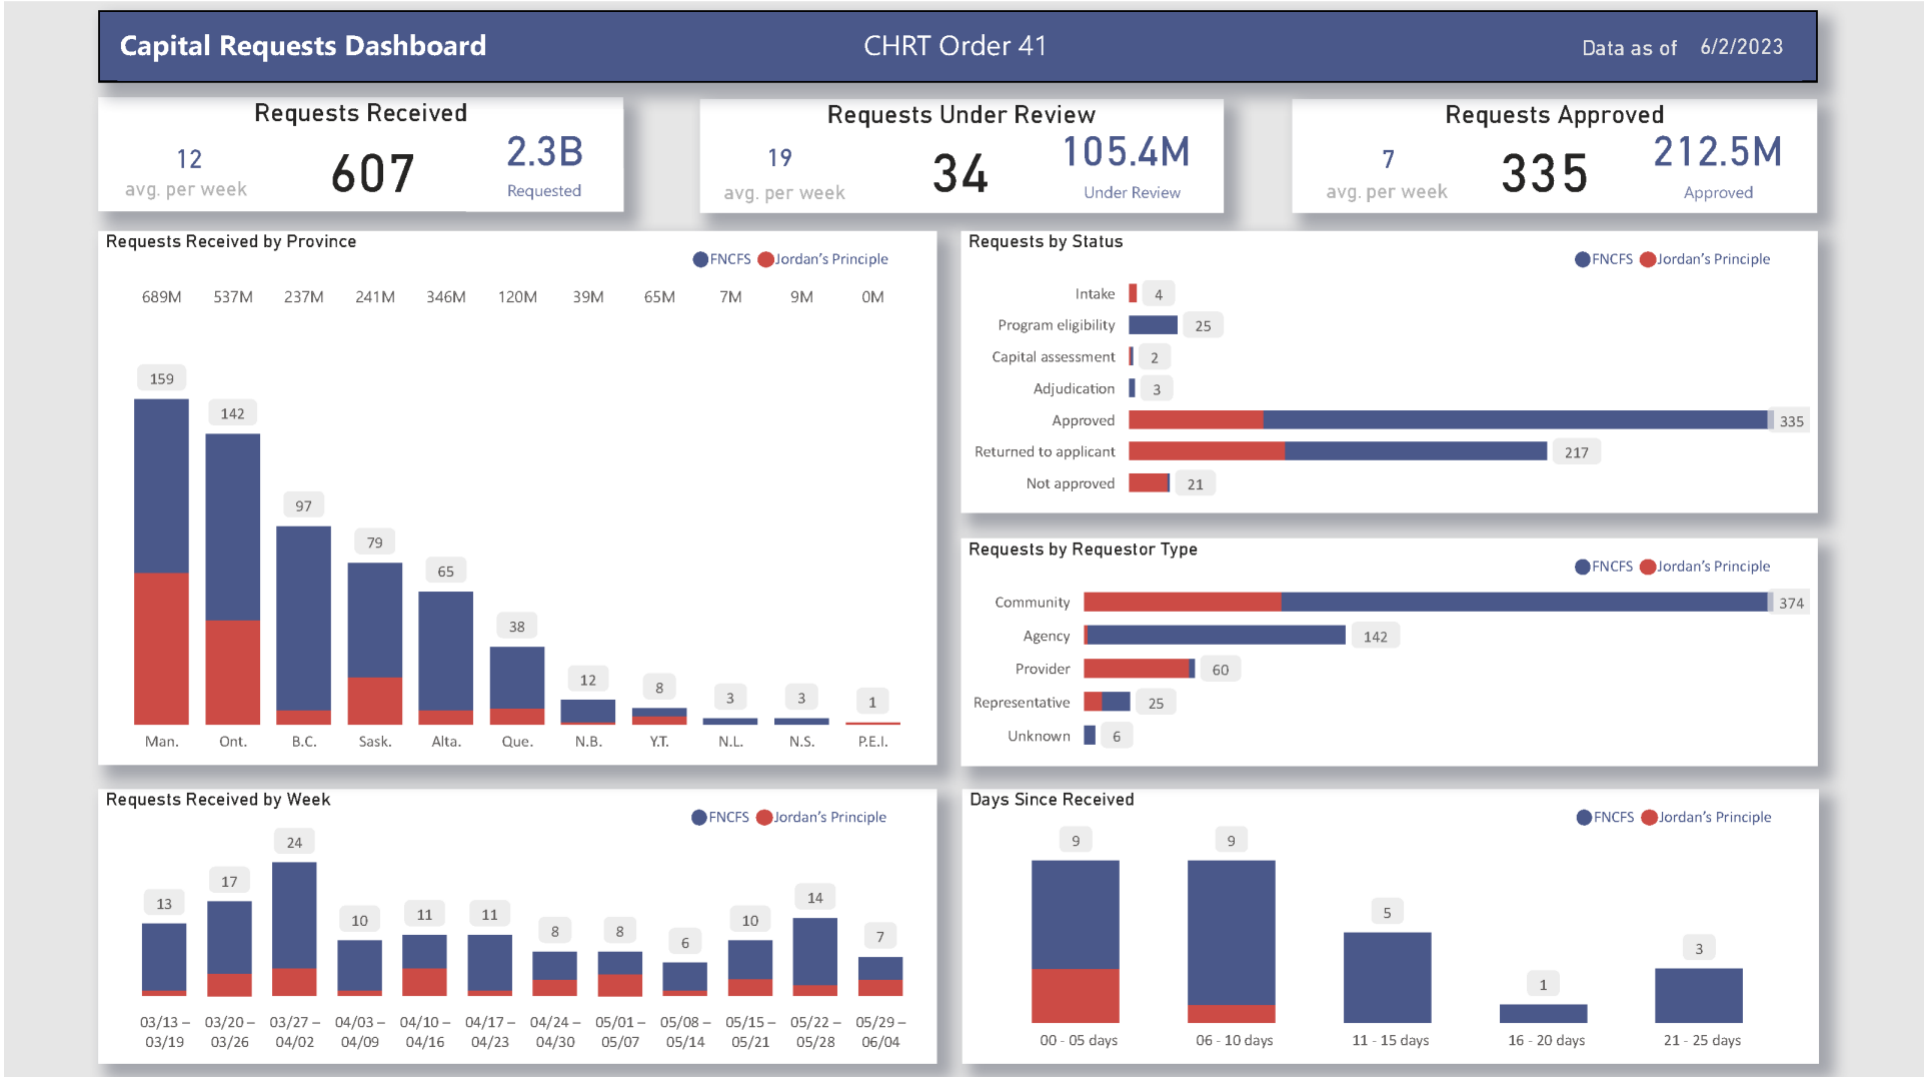 Capital Requests Dashboard
CHRT Order 41
Data as of 6/2/2023
Requests Received
12
avg. per week
607
2.3B
Requested
Requests Under Review
19
avg. per week
34
105.4M
Under Review
Requests Approved
7
avg. per week
335
212.5M
Approved
Requests Received by Province
FNCFS Jordan's Principle
689M 537M 237M 241M 346M 120M 39M 65M 7M 9M 0M
159
142
97
79
65
38
12
8
3
3
1
Man. Ont. B.C. Sask. Alta. Que. N.B. Y.T. N.L. N.S. P.E.I.
Requests by Status
FNCFS Jordan's Principle
Intake 4
Program eligibility 25
Capital assessment 2
Adjudication 3
Approved 335
Returned to applicant 217
Not approved 21
Requests by Requestor Type
FNCFS Jordan's Principle
Community 374
Agency 142
Provider 60
Representative 25
Unknown 6
Requests Received by Week
FNCFS Jordan's Principle
13
17
24
10
11
11
8
8
6
10
14
7
03/13 – 03/20 – 03/27 – 04/03 – 04/10 – 04/17 – 04/24 – 05/01 – 05/08 – 05/15 – 05/22 – 05/29 –
03/19 03/26 04/02 04/09 04/16 04/23 04/30 05/07 05/14 05/21 05/28 06/04
Days Since Received
FNCFS Jordan's Principle
9
9
5
1
3
00 - 05 days 06 - 10 days 11 - 15 days 16 - 20 days 21 - 25 days